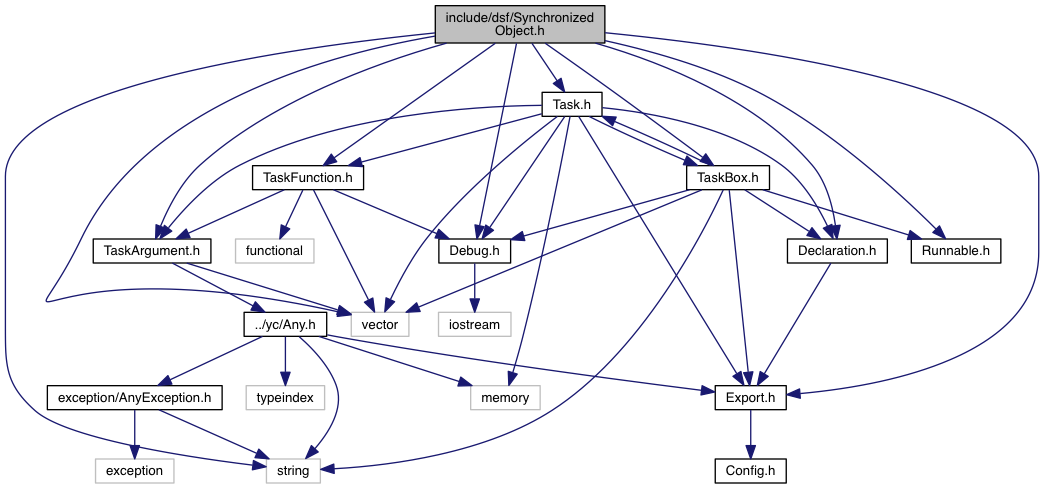 include/dsf/Synchronized
Object.h
Task.h
TaskFunction.h
TaskBox.h
TaskArgument.h
functional
Debug.h
Declaration.h
Runnable.h
../yc/Any.h
vector
iostream
exception/AnyException.h
typeindex
memory
Export.h
exception
string
Config.h